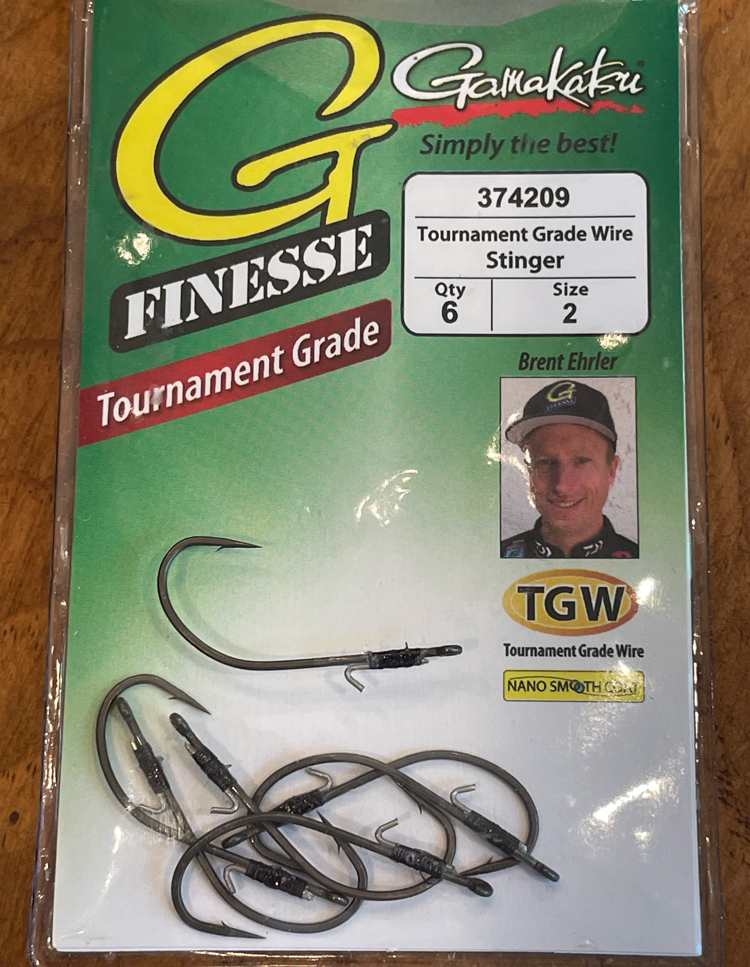 G
Gamakatsu®
Simply the best!
FINESSE
Tournament Grade
374209
Tournament Grade Wire
Stinger
Qty
6
Size
2
Brent Ehrler
G
FINESSE
TGW
Tournament Grade Wire
NANO SMOOTH COAT